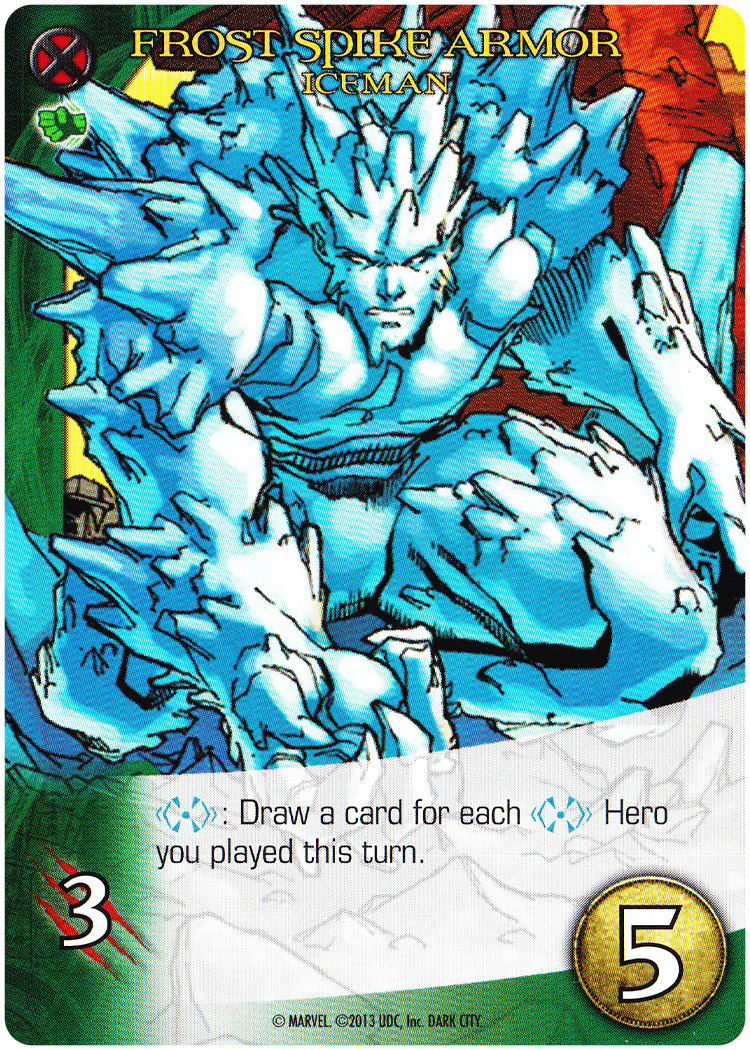 FROST SPIKE ARMOR
ICEMAN
: Draw a card for each Hero
you played this turn.
3
5
© MARVEL. ©2013 UDC, Inc. DARK CITY.